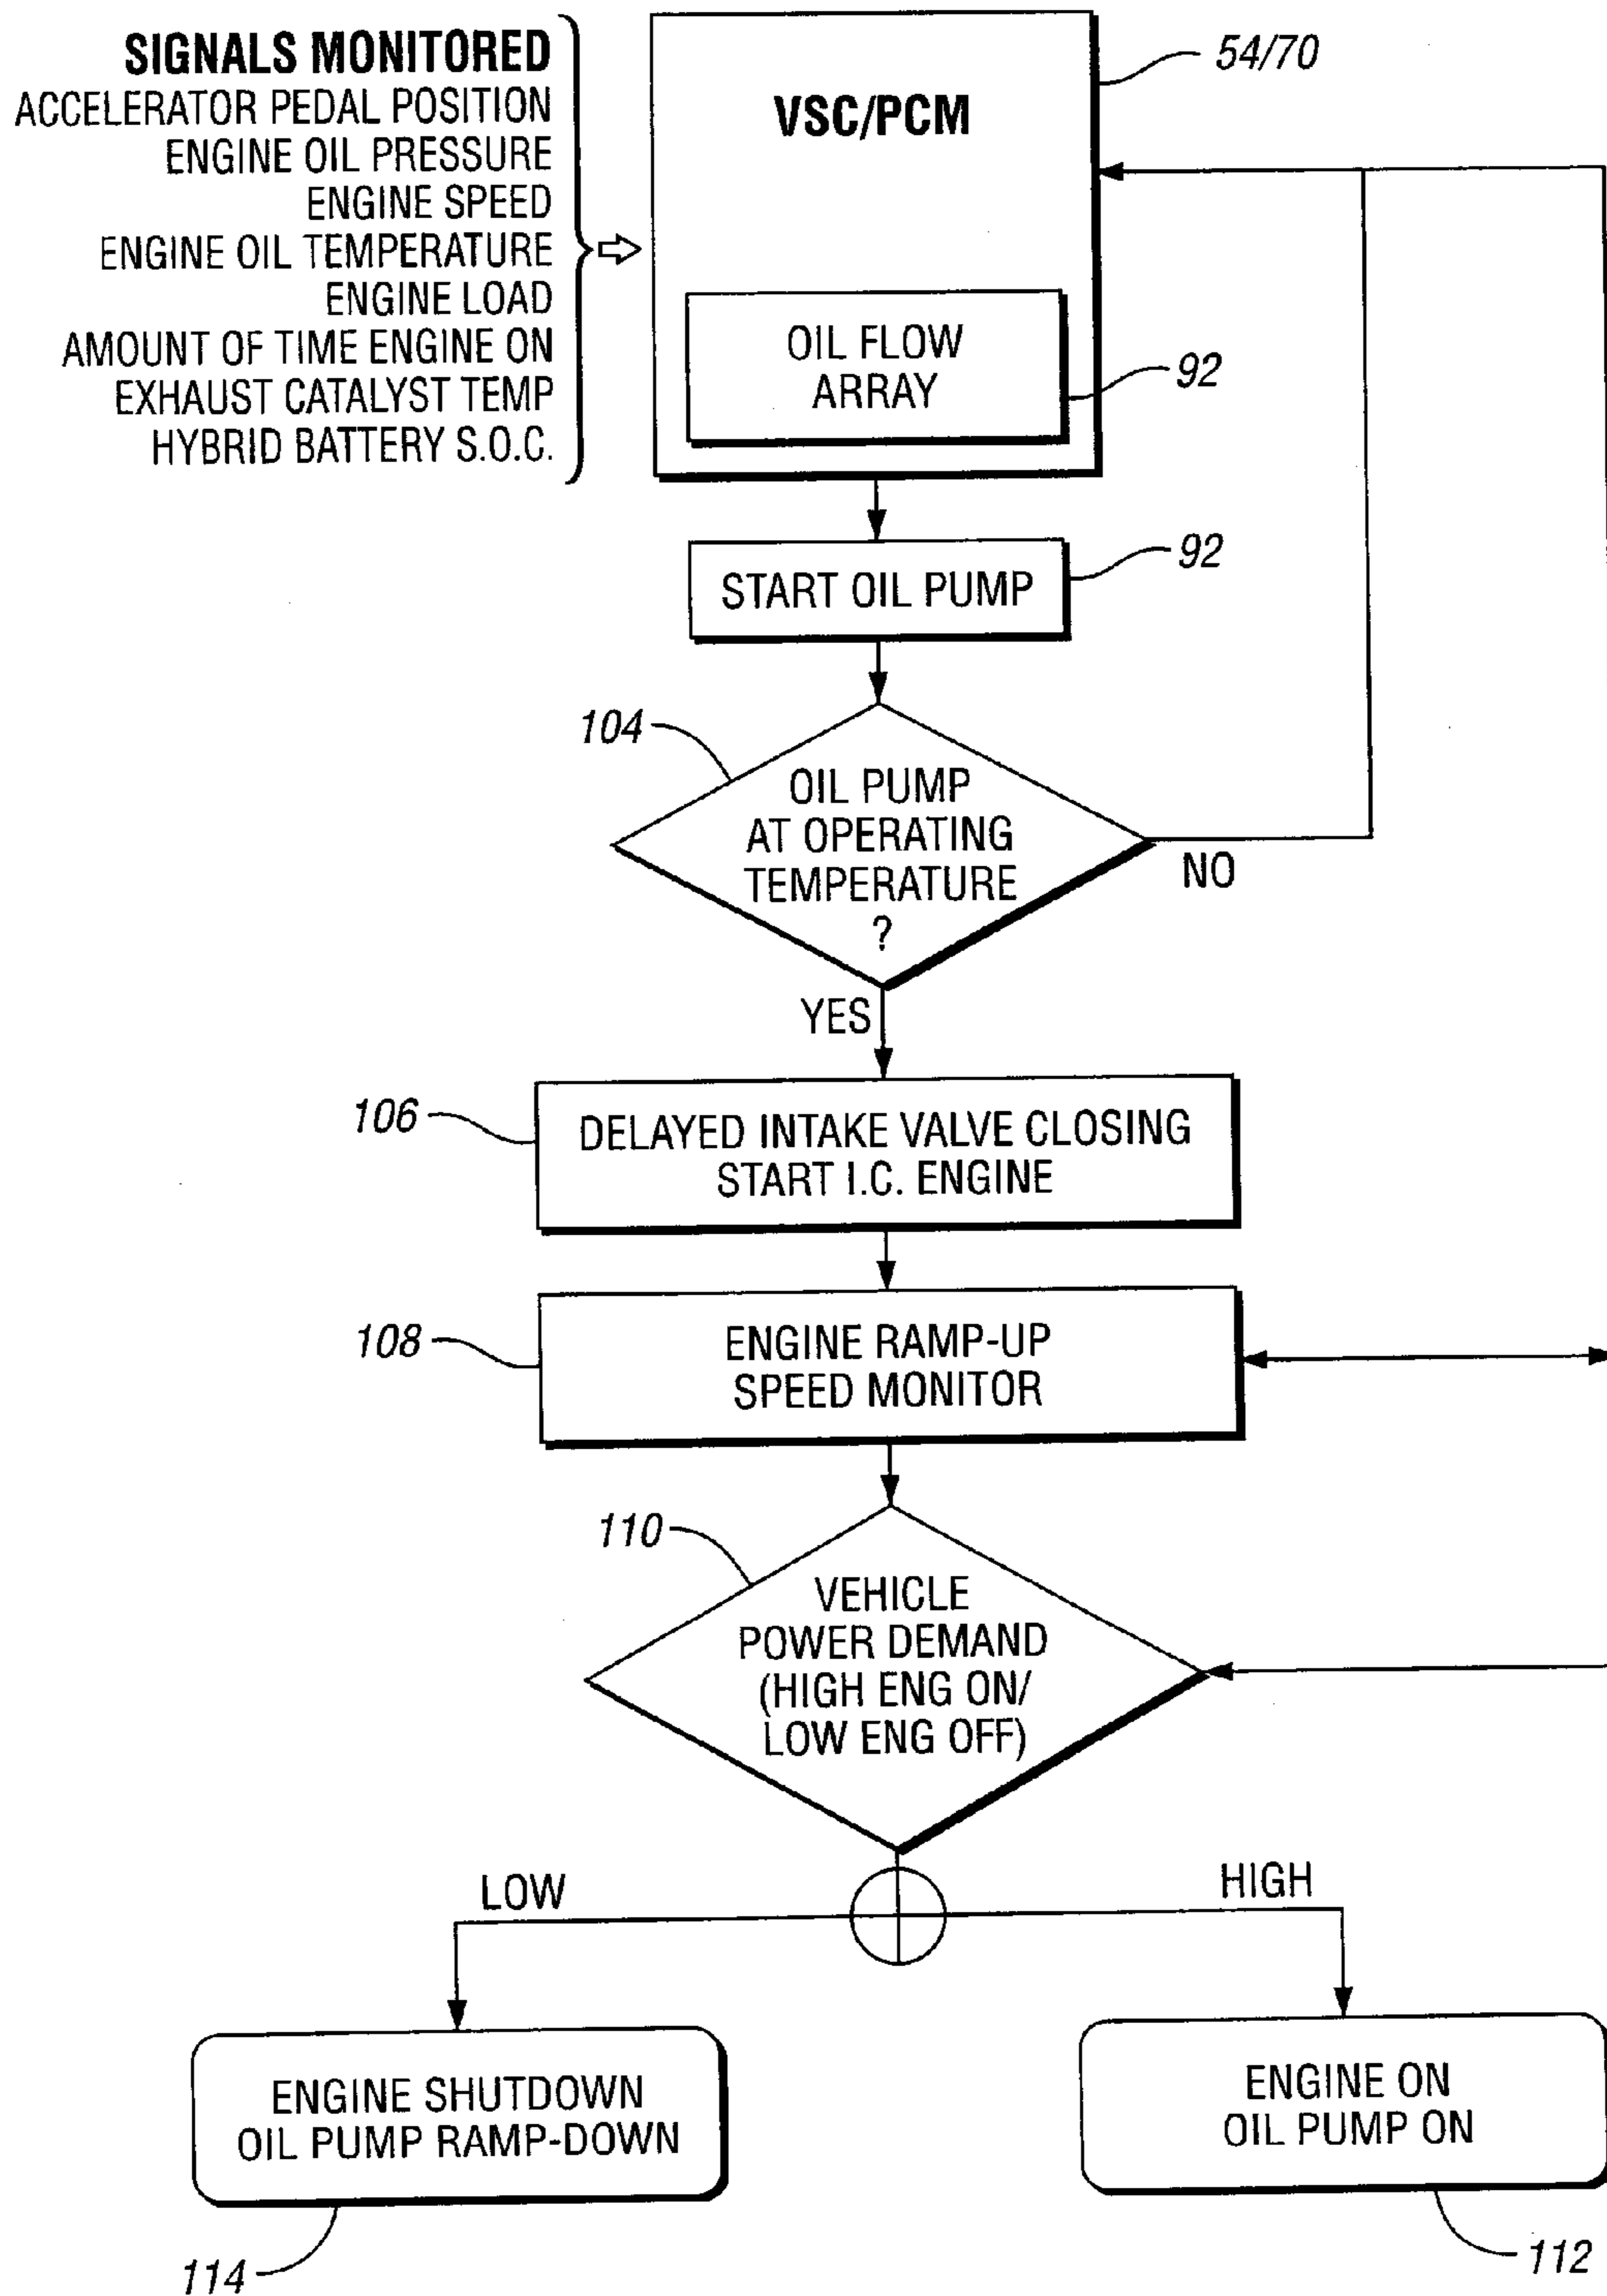 SIGNALS MONITORED
ACCELERATOR PEDAL POSITION
ENGINE OIL PRESSURE
ENGINE SPEED
ENGINE OIL TEMPERATURE
ENGINE LOAD
AMOUNT OF TIME ENGINE ON
EXHAUST CATALYST TEMP
HYBRID BATTERY S.O.C.
54/70
VSC/PCM
OIL FLOW
ARRAY
92
START OIL PUMP
92
104
OIL PUMP
AT OPERATING
TEMPERATURE
?
NO
YES
106
DELAYED INTAKE VALVE CLOSING
START I.C. ENGINE
108
ENGINE RAMP-UP
SPEED MONITOR
110
VEHICLE
POWER DEMAND
(HIGH ENG ON/
LOW ENG OFF)
LOW
HIGH
ENGINE SHUTDOWN
OIL PUMP RAMP-DOWN
114
ENGINE ON
OIL PUMP ON
112